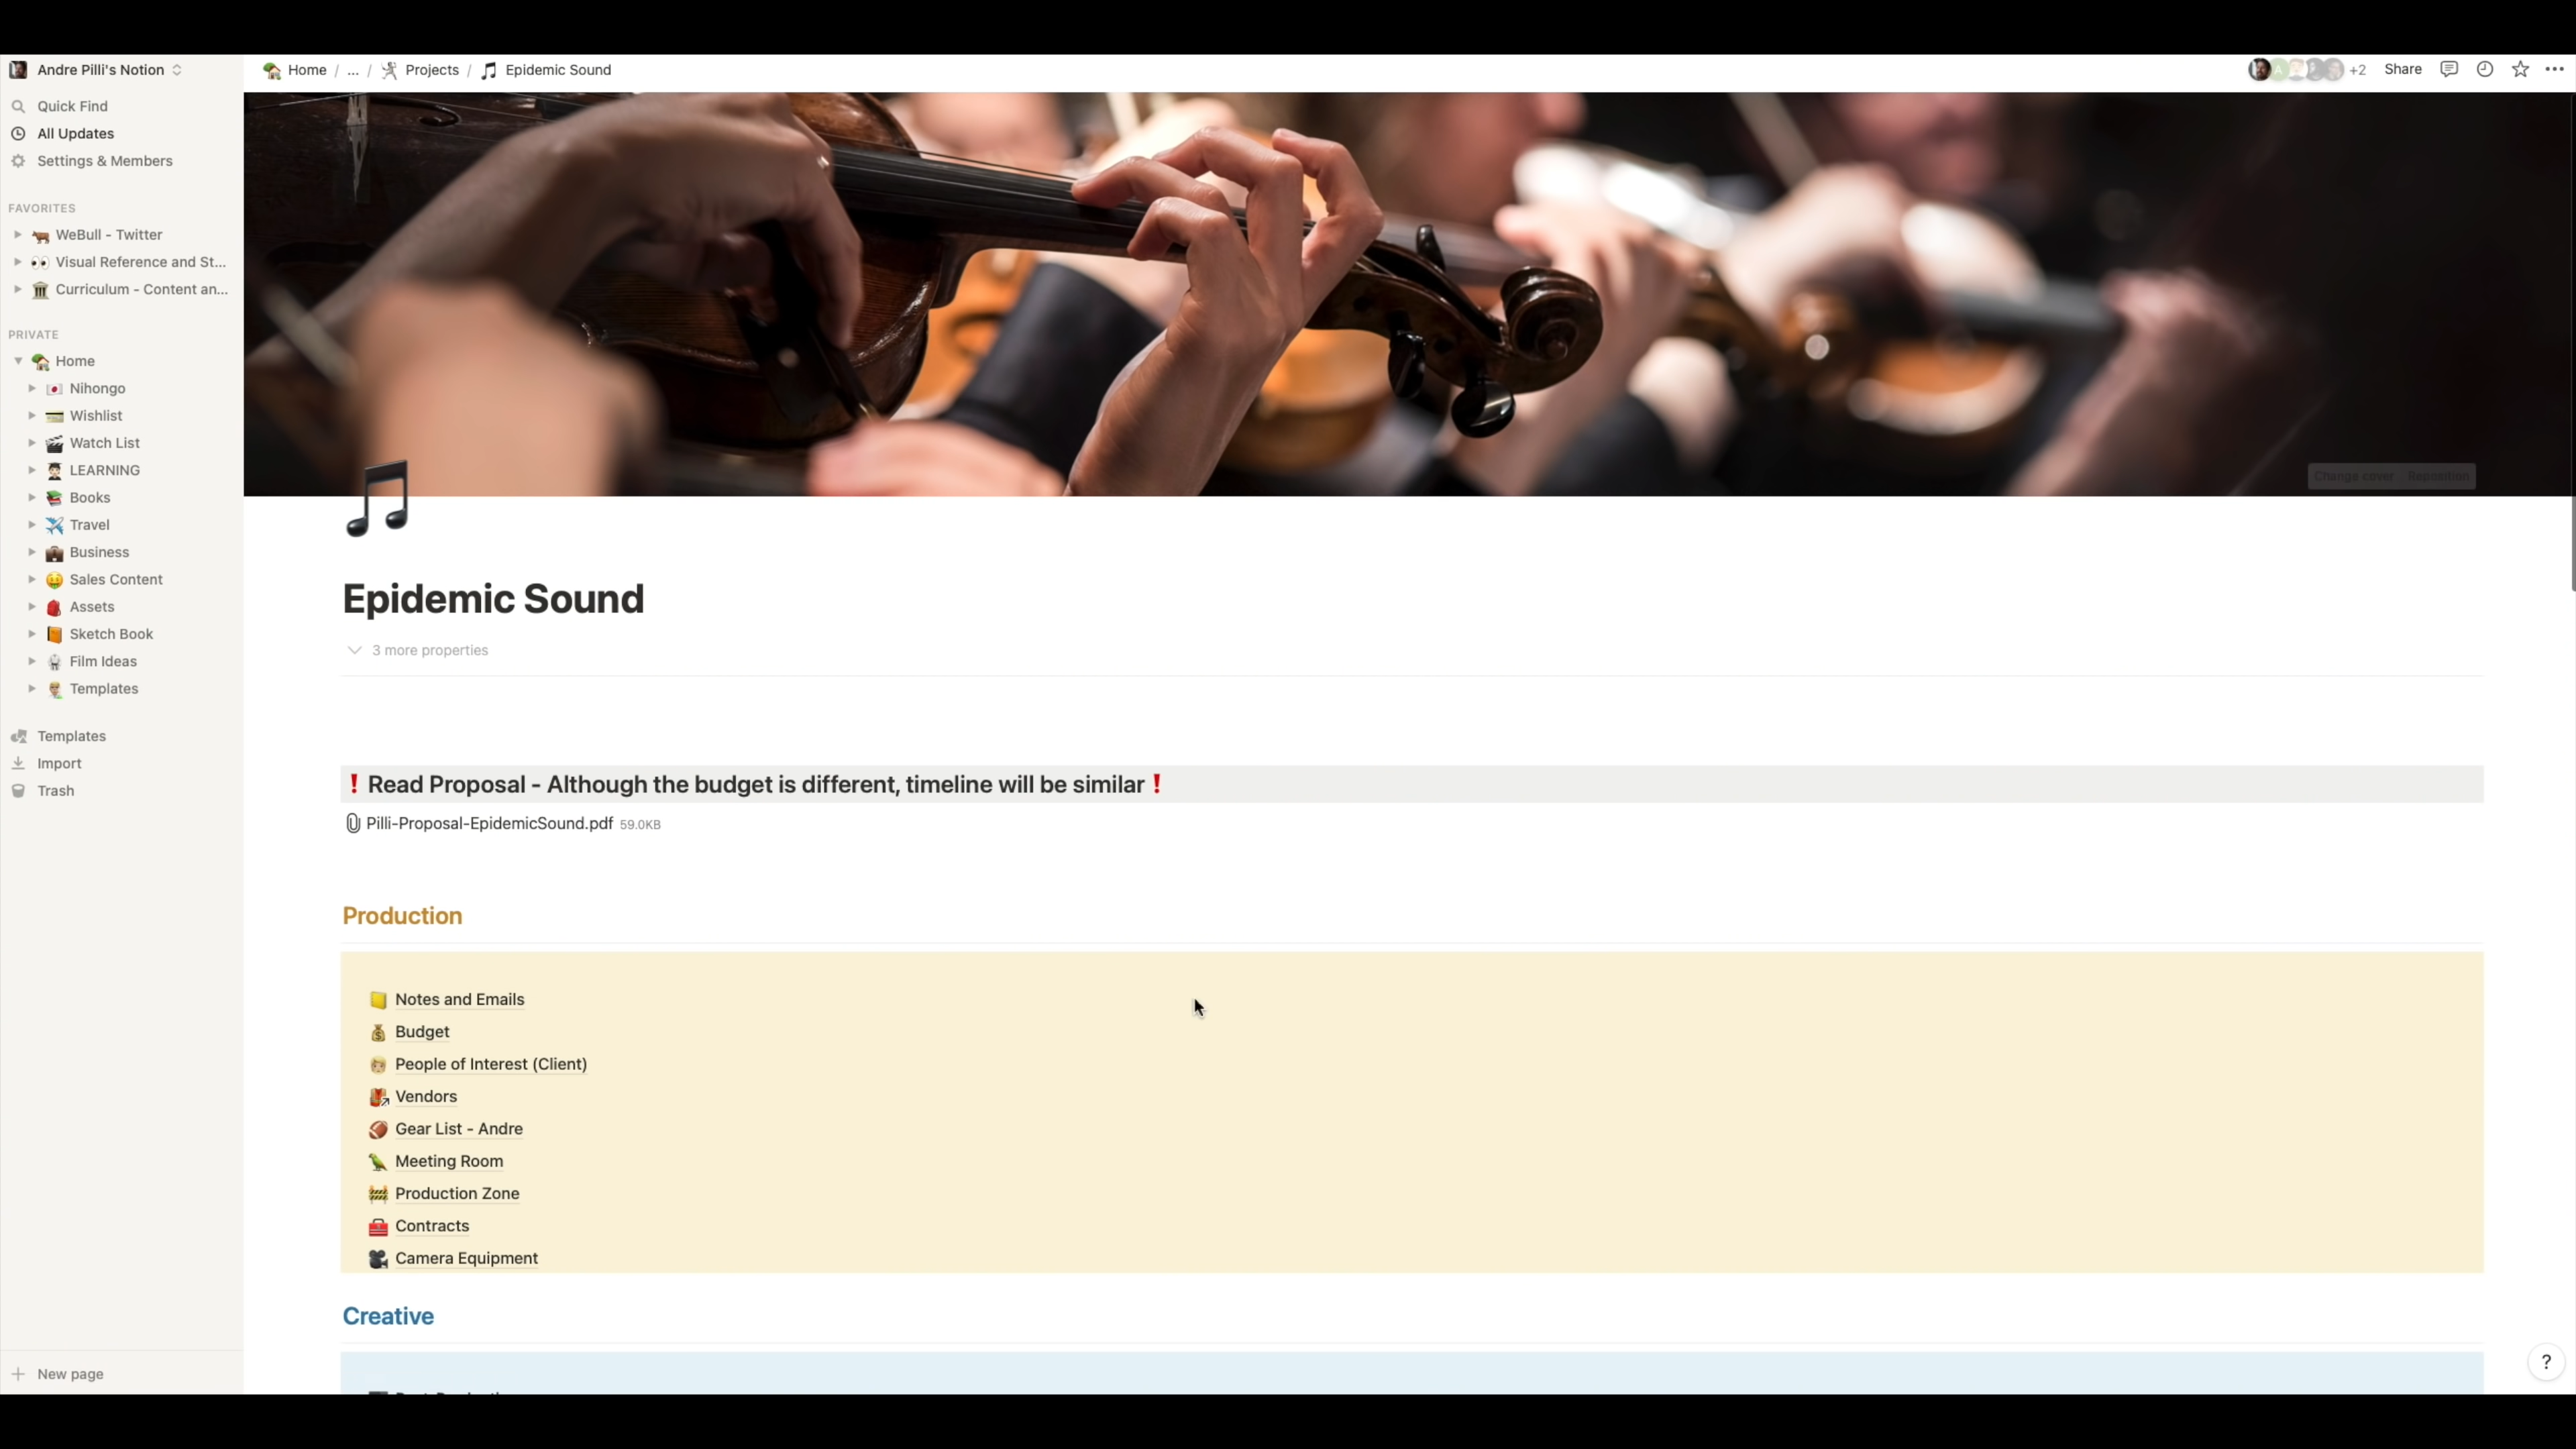 Andre Pilli's Notion
Home / ... / Projects / Epidemic Sound
+2 Share
Quick Find
All Updates
Settings & Members
FAVORITES
WeBull - Twitter
Visual Reference and St...
Curriculum - Content an...
PRIVATE
Home
Nihongo
Wishlist
Watch List
LEARNING
Books
Travel
Business
Sales Content
Assets
Sketch Book
Film Ideas
Templates
Templates
Import
Trash
New page
Change cover Reposition
Epidemic Sound
3 more properties
❗ Read Proposal - Although the budget is different, timeline will be similar ❗
Pilli-Proposal-EpidemicSound.pdf 59.0KB
Production
Notes and Emails
Budget
People of Interest (Client)
Vendors
Gear List - Andre
Meeting Room
Production Zone
Contracts
Camera Equipment
Creative
?